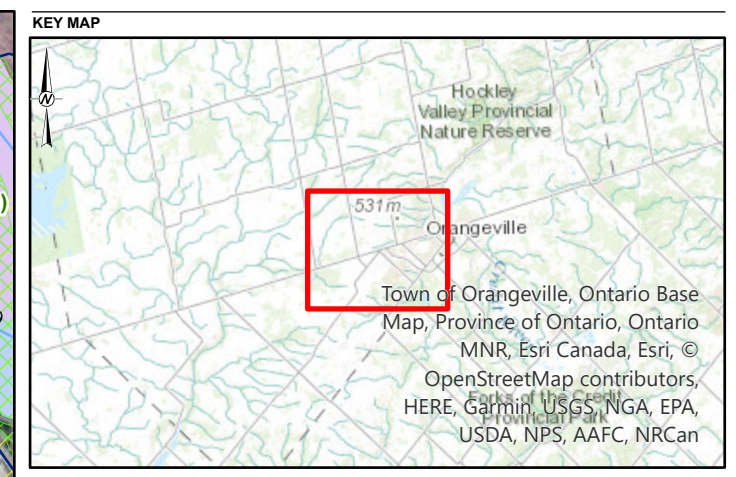 KEY MAP
N
Hockley
Valley Provincial
Nature Reserve
531 m
Orangeville
)
Town of Orangeville, Ontario Base
Map, Province of Ontario, Ontario
MNR, Esri Canada, Esri, ©
OpenStreetMap contributors,
HERE, Garmin, USGS, NGA, EPA,
USDA, NPS, AAFC, NRCan
Forks of the Credit
Provincial Park